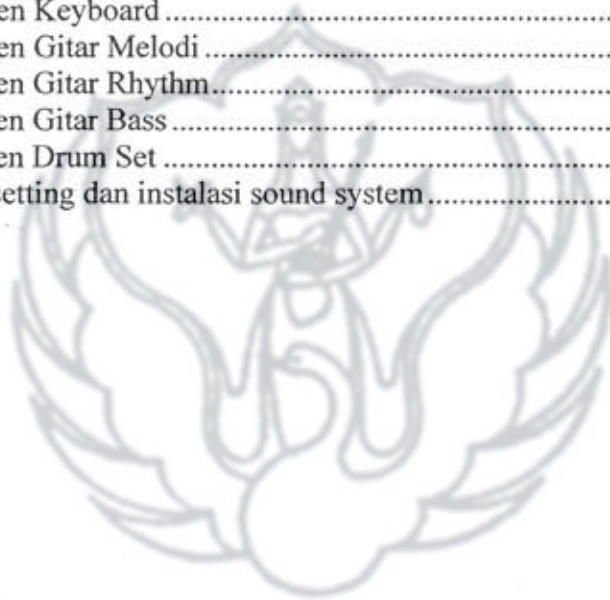 en Keyboard ........................................................
en Gitar Melodi ..................................................
en Gitar Rhythm.................................................
en Gitar Bass .......................................................
en Drum Set ........................................................
etting dan instalasi sound system.......................